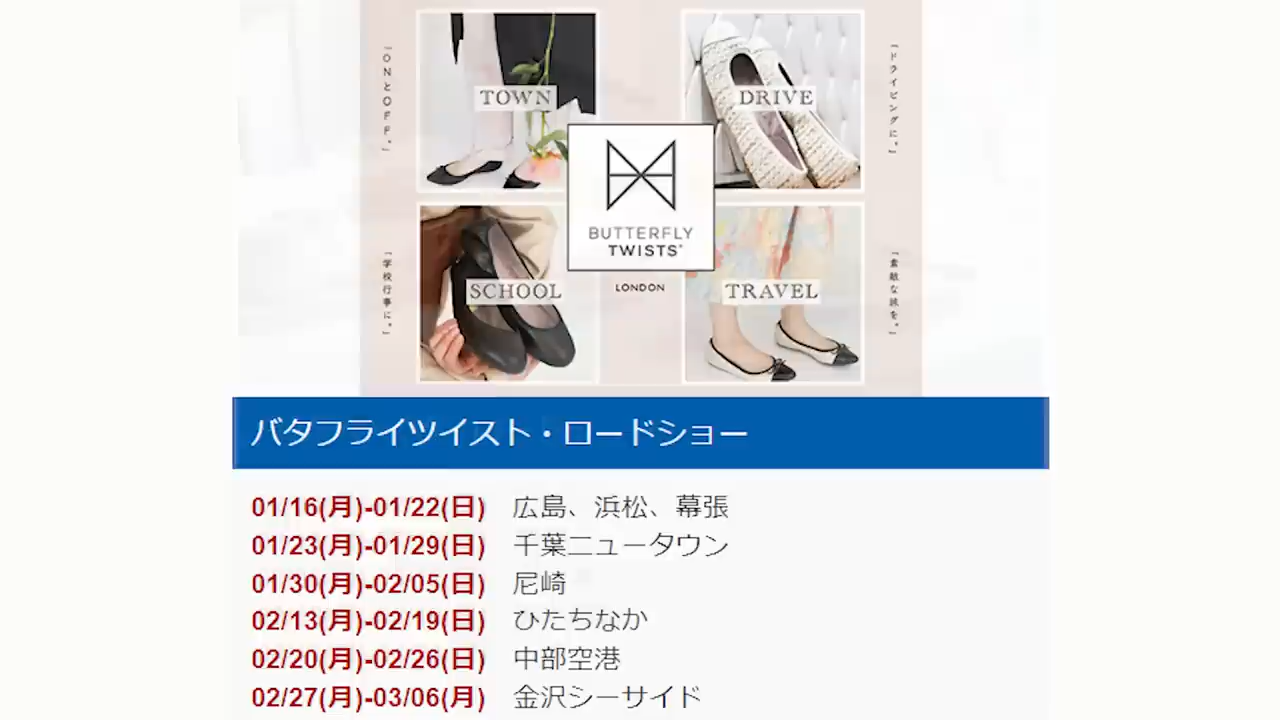 「ONとOFF。」
TOWN
DRIVE
「ドライビングに。」
BUTTERFLY
TWISTS
LONDON
「学校行事に。」
SCHOOL
TRAVEL
「素敵な旅を。」
バタフライツイスト・ロードショー
01/16(月)-01/22(日) 広島、浜松、幕張
01/23(月)-01/29(日) 千葉ニュータウン
01/30(月)-02/05(日) 尼崎
02/13(月)-02/19(日) ひたちなか
02/20(月)-02/26(日) 中部空港
02/27(月)-03/06(月) 金沢シーサイド